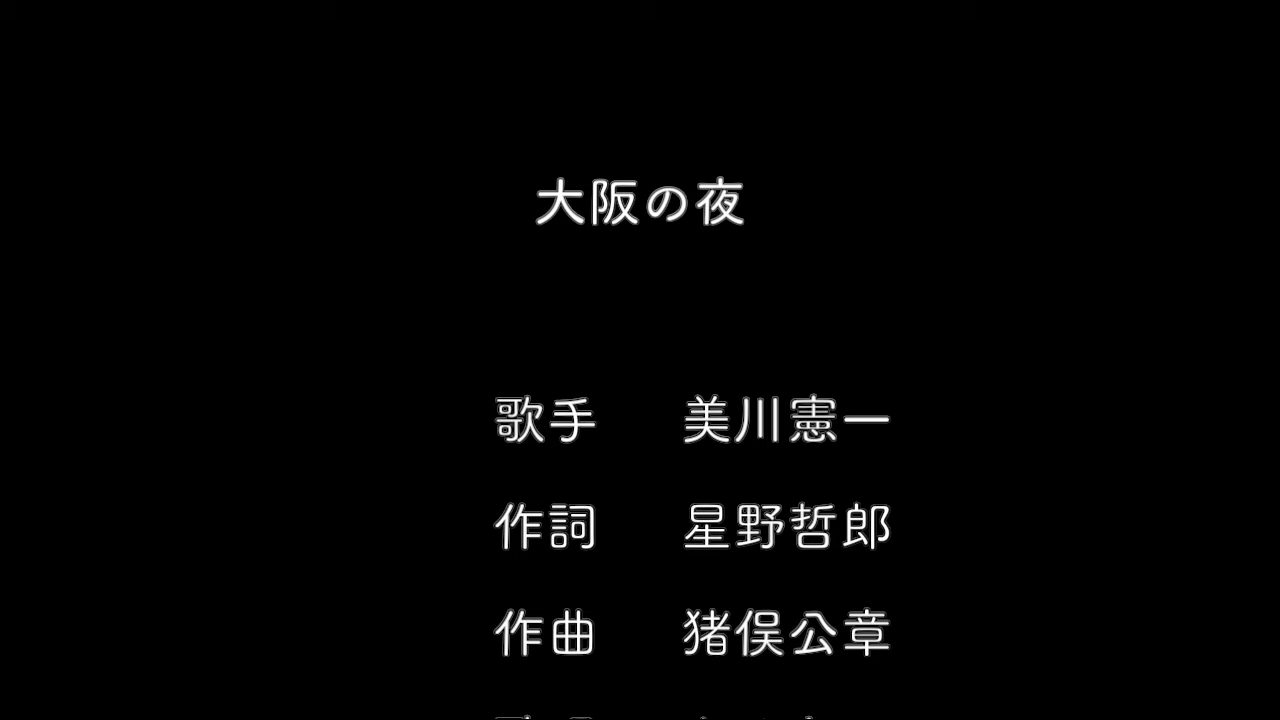 大阪の夜
歌手　美川憲一
作詞　星野哲郎
作曲　猪俣公章